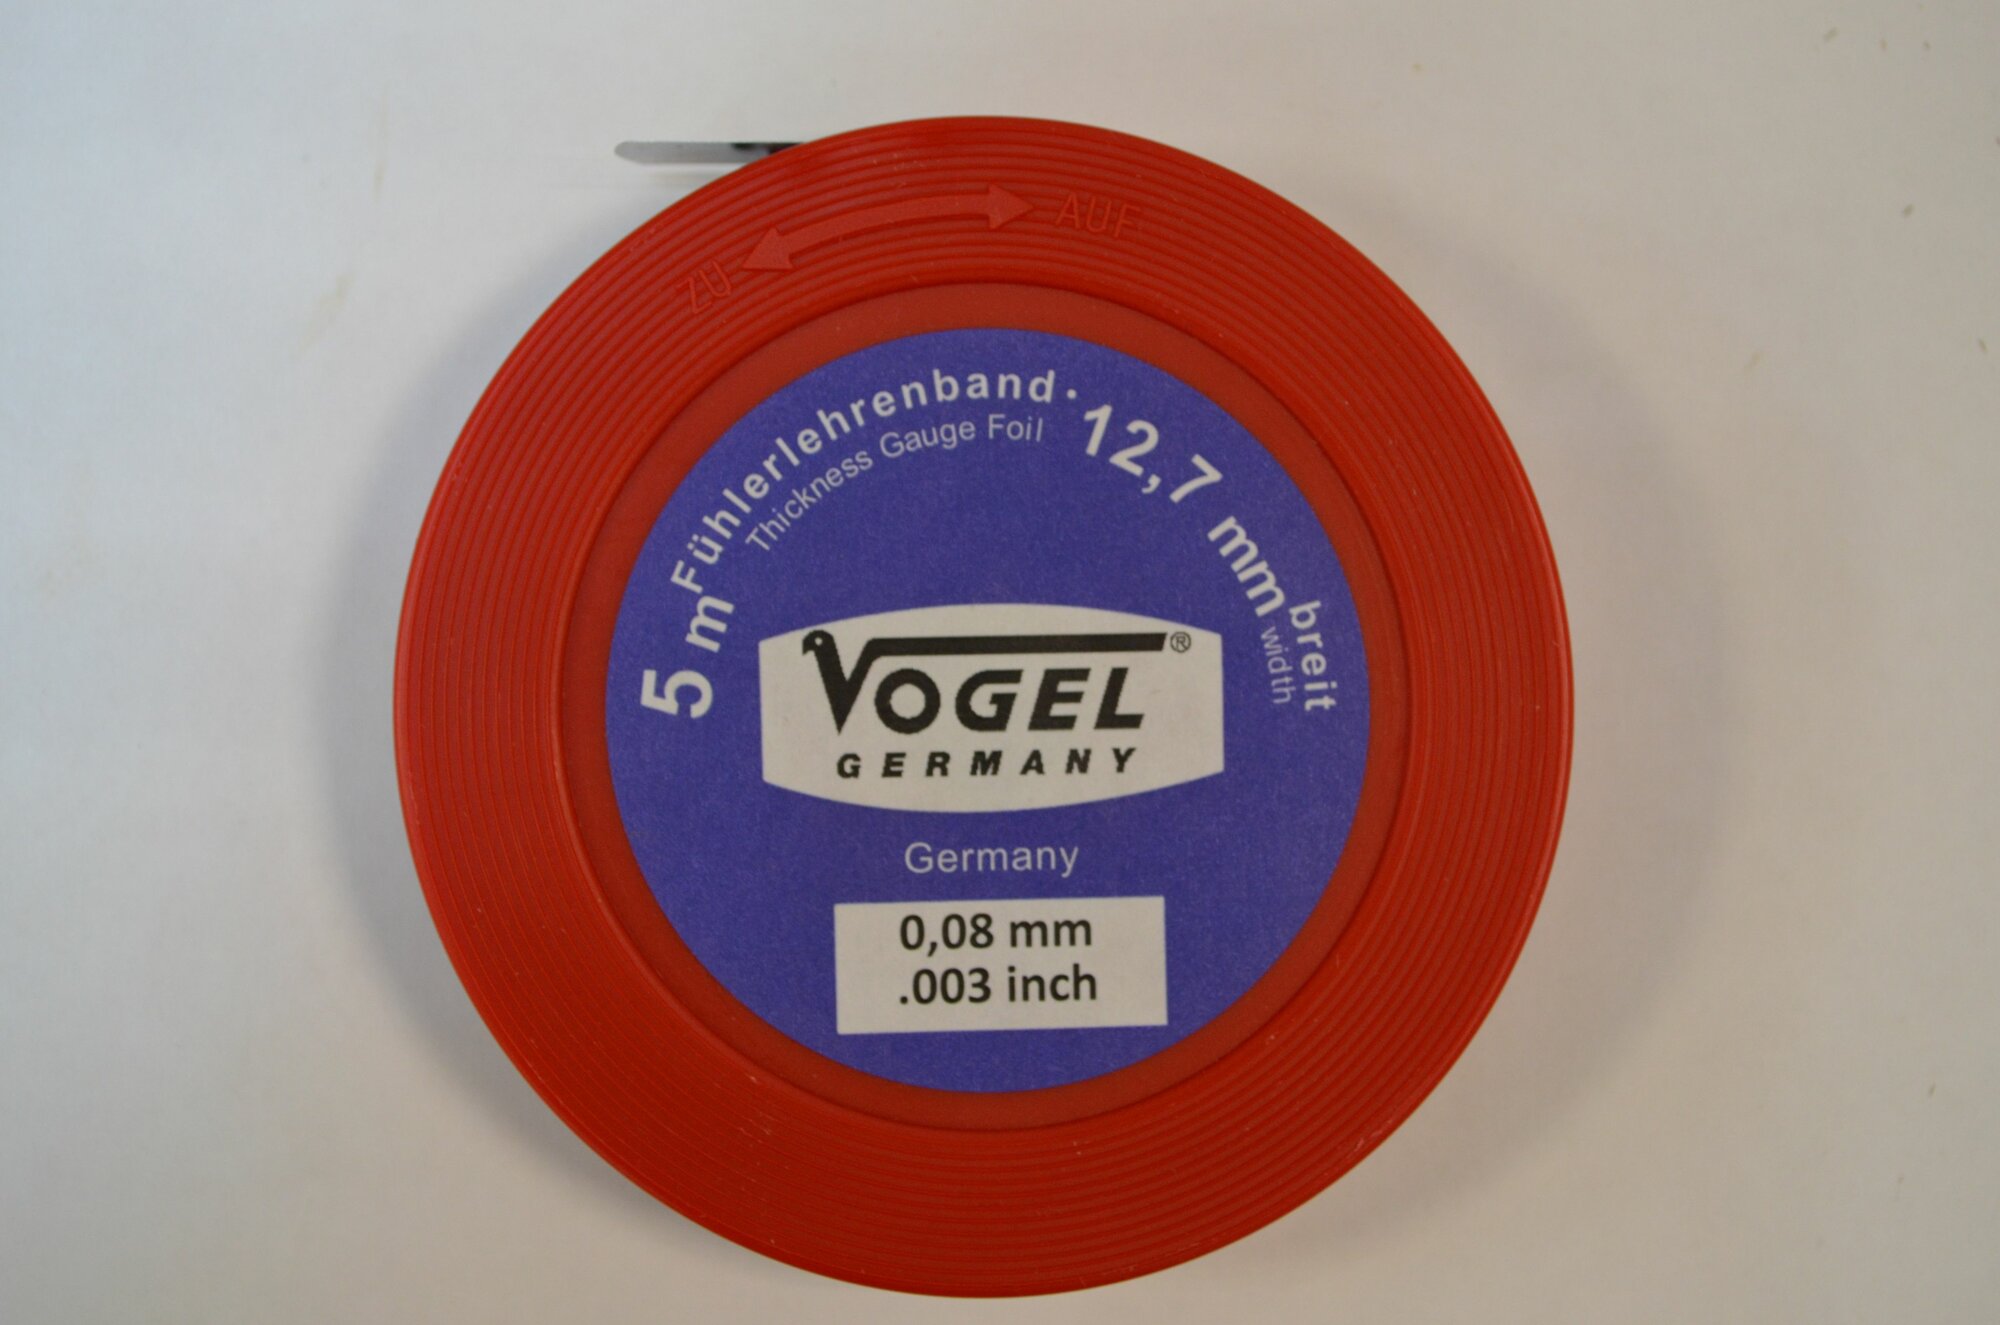 ZU AUF
5 m Fühlerlehrenband · 12,7 mm breit
Thickness Gauge Foil width
VOGEL ®
GERMANY
Germany
0,08 mm
.003 inch